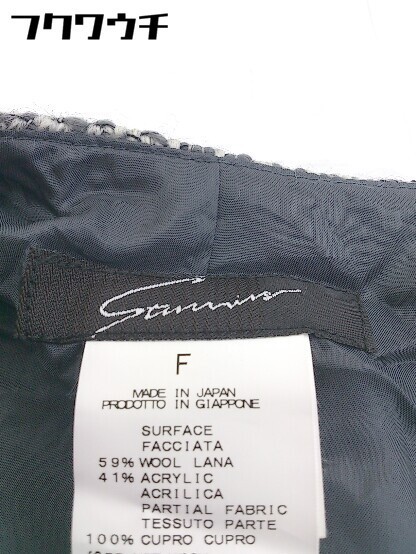 フクワウチ
F
MADE IN JAPAN
PRODOTTO IN GIAPPONE
SURFACE
FACCIATA
59% WOOL LANA
41% ACRYLIC
ACRILICA
PARTIAL FABRIC
TESSUTO PARTE
100% CUPRO CUPRO